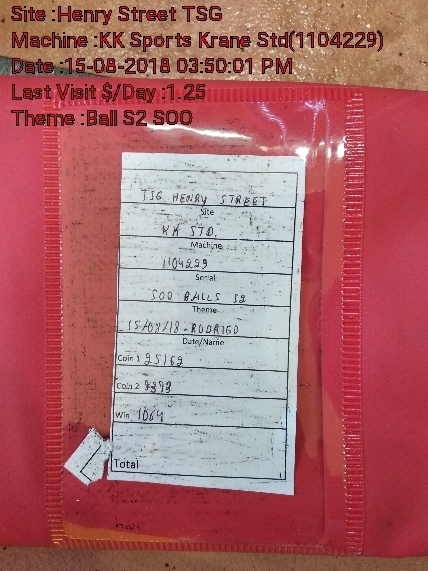 Site :Henry Street TSG
Machine :KK Sports Krane Std(1104229)
Date :15-08-2018 03:50:01 PM
Last Visit $/Day :1.25
Theme :Ball S2 SOO
TSG HENRY STREET
Site
KK STD.
Machine
1104229
Serial
SOO BALLS S2
Theme
15/08/18 - RODRIGO
Date/Name
Coin 1 25162
Coin 2
Win 1064
Total